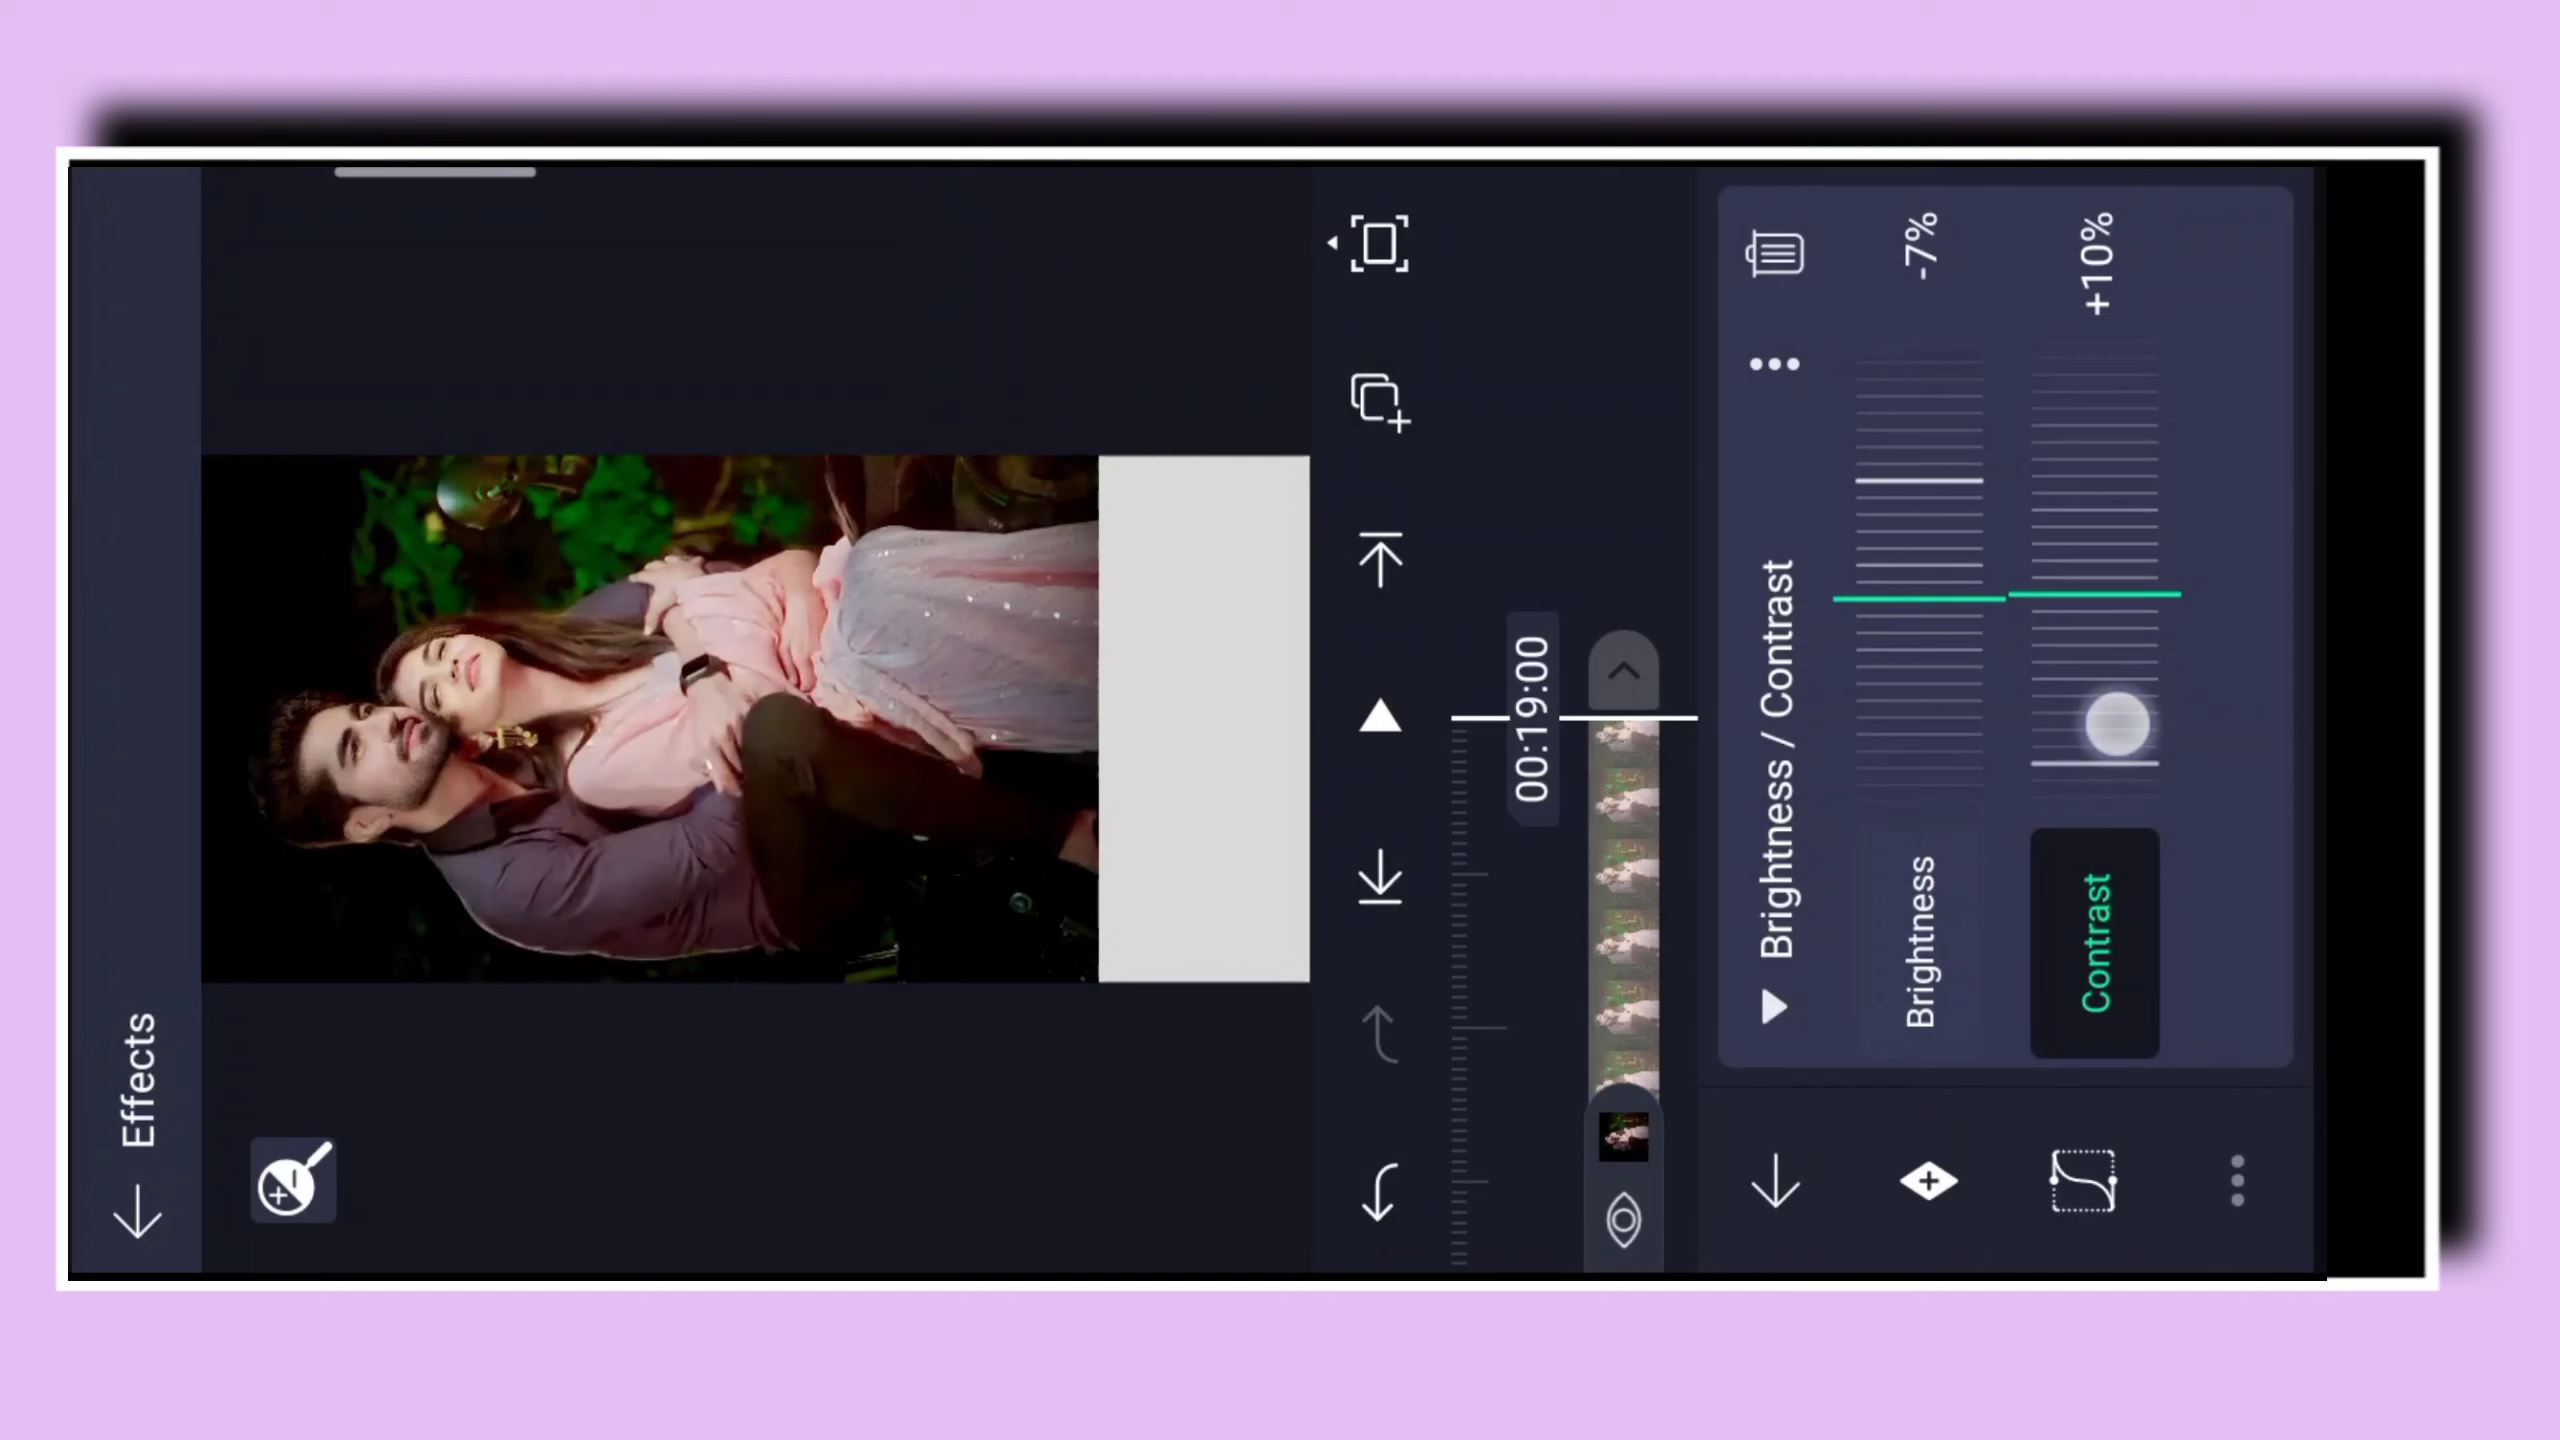 Effects
00:19:00
Brightness / Contrast
Brightness -7%
Contrast +10%